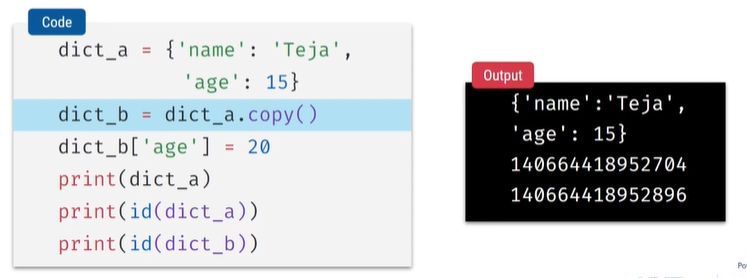 Code
dict_a = {'name': 'Teja',
'age': 15}
dict_b = dict_a.copy()
dict_b['age'] = 20
print(dict_a)
print(id(dict_a))
print(id(dict_b))
Output
{'name':'Teja',
'age': 15}
140664418952704
140664418952896